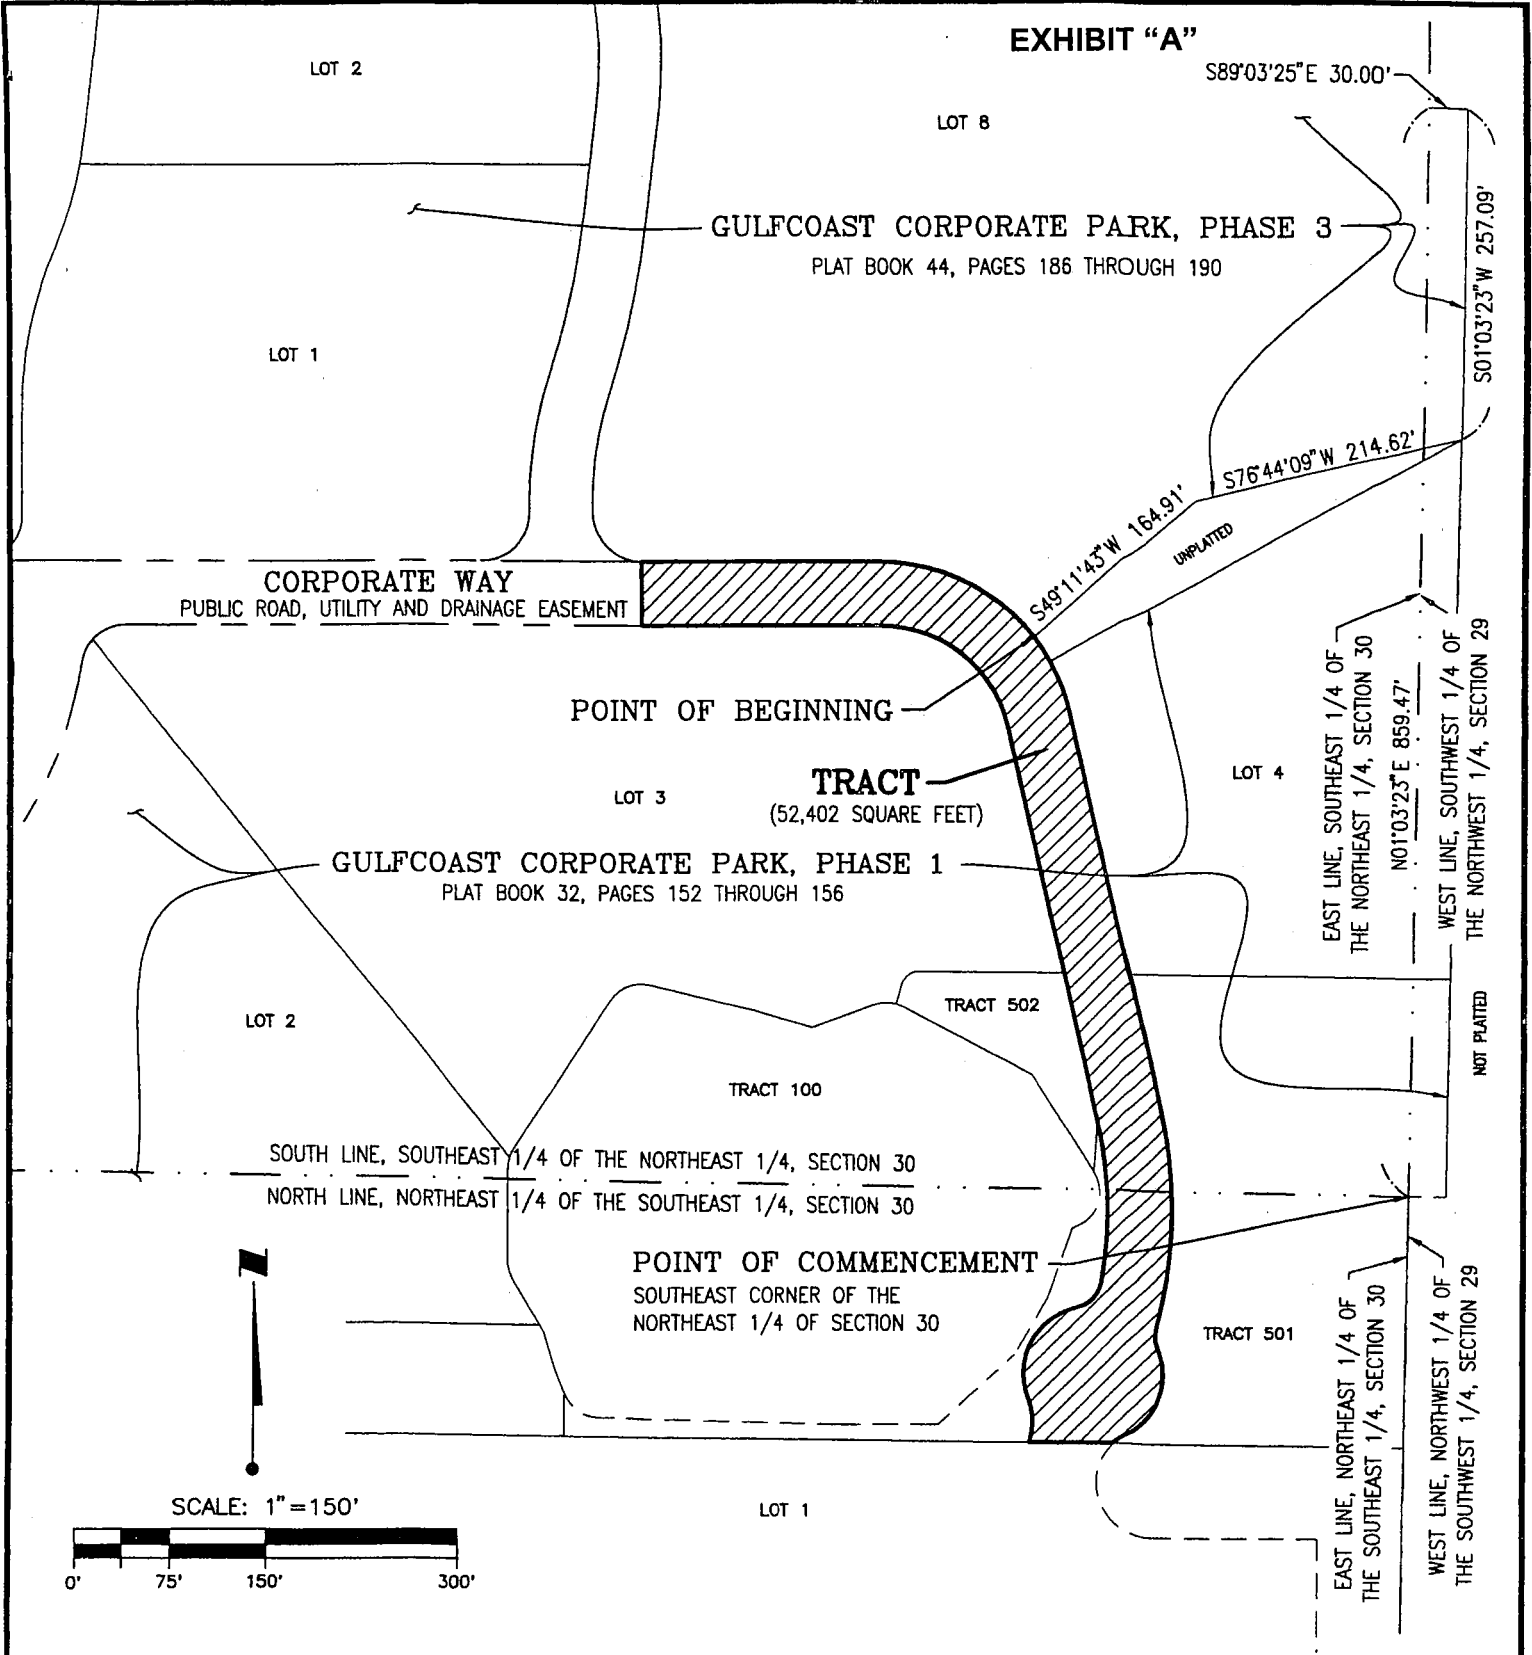 EXHIBIT “A”
S89°03'25"E 30.00'
LOT 2
LOT 8
GULFCOAST CORPORATE PARK, PHASE 3
PLAT BOOK 44, PAGES 186 THROUGH 190
S01°03'23"W 257.09'
LOT 1
S76°44'09"W 214.62'
S49°11'43"W 164.91'
UNPLATTED
CORPORATE WAY
PUBLIC ROAD, UTILITY AND DRAINAGE EASEMENT
EAST LINE, SOUTHEAST 1/4 OF
THE NORTHEAST 1/4, SECTION 30
N01°03'23"E 859.47'
WEST LINE, SOUTHWEST 1/4 OF
THE NORTHWEST 1/4, SECTION 29
POINT OF BEGINNING
TRACT
(52,402 SQUARE FEET)
LOT 3
LOT 4
GULFCOAST CORPORATE PARK, PHASE 1
PLAT BOOK 32, PAGES 152 THROUGH 156
LOT 2
TRACT 502
NOT PLATTED
TRACT 100
SOUTH LINE, SOUTHEAST 1/4 OF THE NORTHEAST 1/4, SECTION 30
NORTH LINE, NORTHEAST 1/4 OF THE SOUTHEAST 1/4, SECTION 30
POINT OF COMMENCEMENT
SOUTHEAST CORNER OF THE
NORTHEAST 1/4 OF SECTION 30
TRACT 501
EAST LINE, NORTHEAST 1/4 OF
THE SOUTHEAST 1/4, SECTION 30
WEST LINE, NORTHWEST 1/4 OF
THE SOUTHWEST 1/4, SECTION 29
N
SCALE: 1"=150'
0' 75' 150' 300'
LOT 1